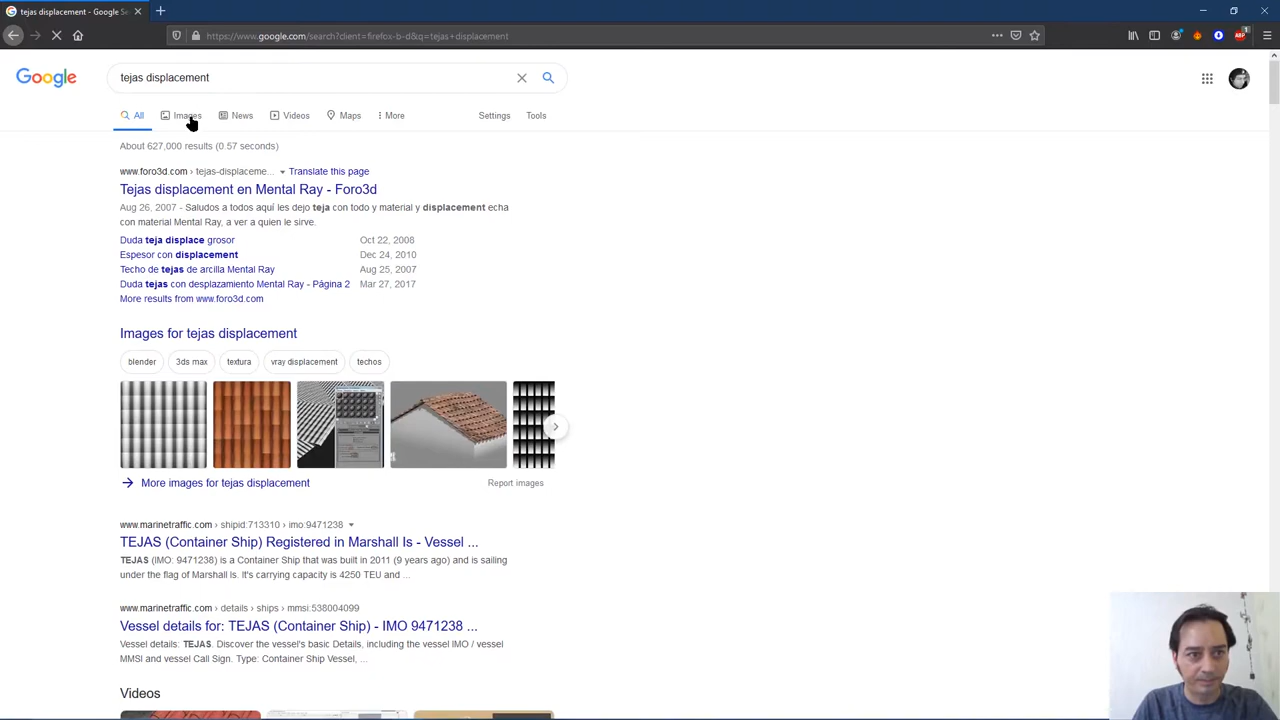 tejas displacement - Google Se
https://www.google.com/search?client=firefox-b-d&q=tejas+displacement
Google
tejas displacement
All
Images
News
Videos
Maps
More
Settings
Tools
About 627,000 results (0.57 seconds)
www.foro3d.com › tejas-displaceme... Translate this page
Tejas displacement en Mental Ray - Foro3d
Aug 26, 2007 - Saludos a todos aquí les dejo teja con todo y material y displacement echa
con material Mental Ray, a ver a quien le sirve.
Duda teja displace grosor Oct 22, 2008
Espesor con displacement Dec 24, 2010
Techo de tejas de arcilla Mental Ray Aug 25, 2007
Duda tejas con desplazamiento Mental Ray - Página 2 Mar 27, 2017
More results from www.foro3d.com
Images for tejas displacement
blender
3ds max
textura
vray displacement
techos
More images for tejas displacement
Report images
www.marinetraffic.com › shipid:713310 › imo:9471238
TEJAS (Container Ship) Registered in Marshall Is - Vessel ...
TEJAS (IMO: 9471238) is a Container Ship that was built in 2011 (9 years ago) and is sailing
under the flag of Marshall Is. It's carrying capacity is 4250 TEU and ...
www.marinetraffic.com › details › ships › mmsi:538004099
Vessel details for: TEJAS (Container Ship) - IMO 9471238 ...
Vessel details: TEJAS. Discover the vessel's basic Details, including the vessel IMO / vessel
MMSI and vessel Call Sign. Type: Container Ship Vessel, ...
Videos